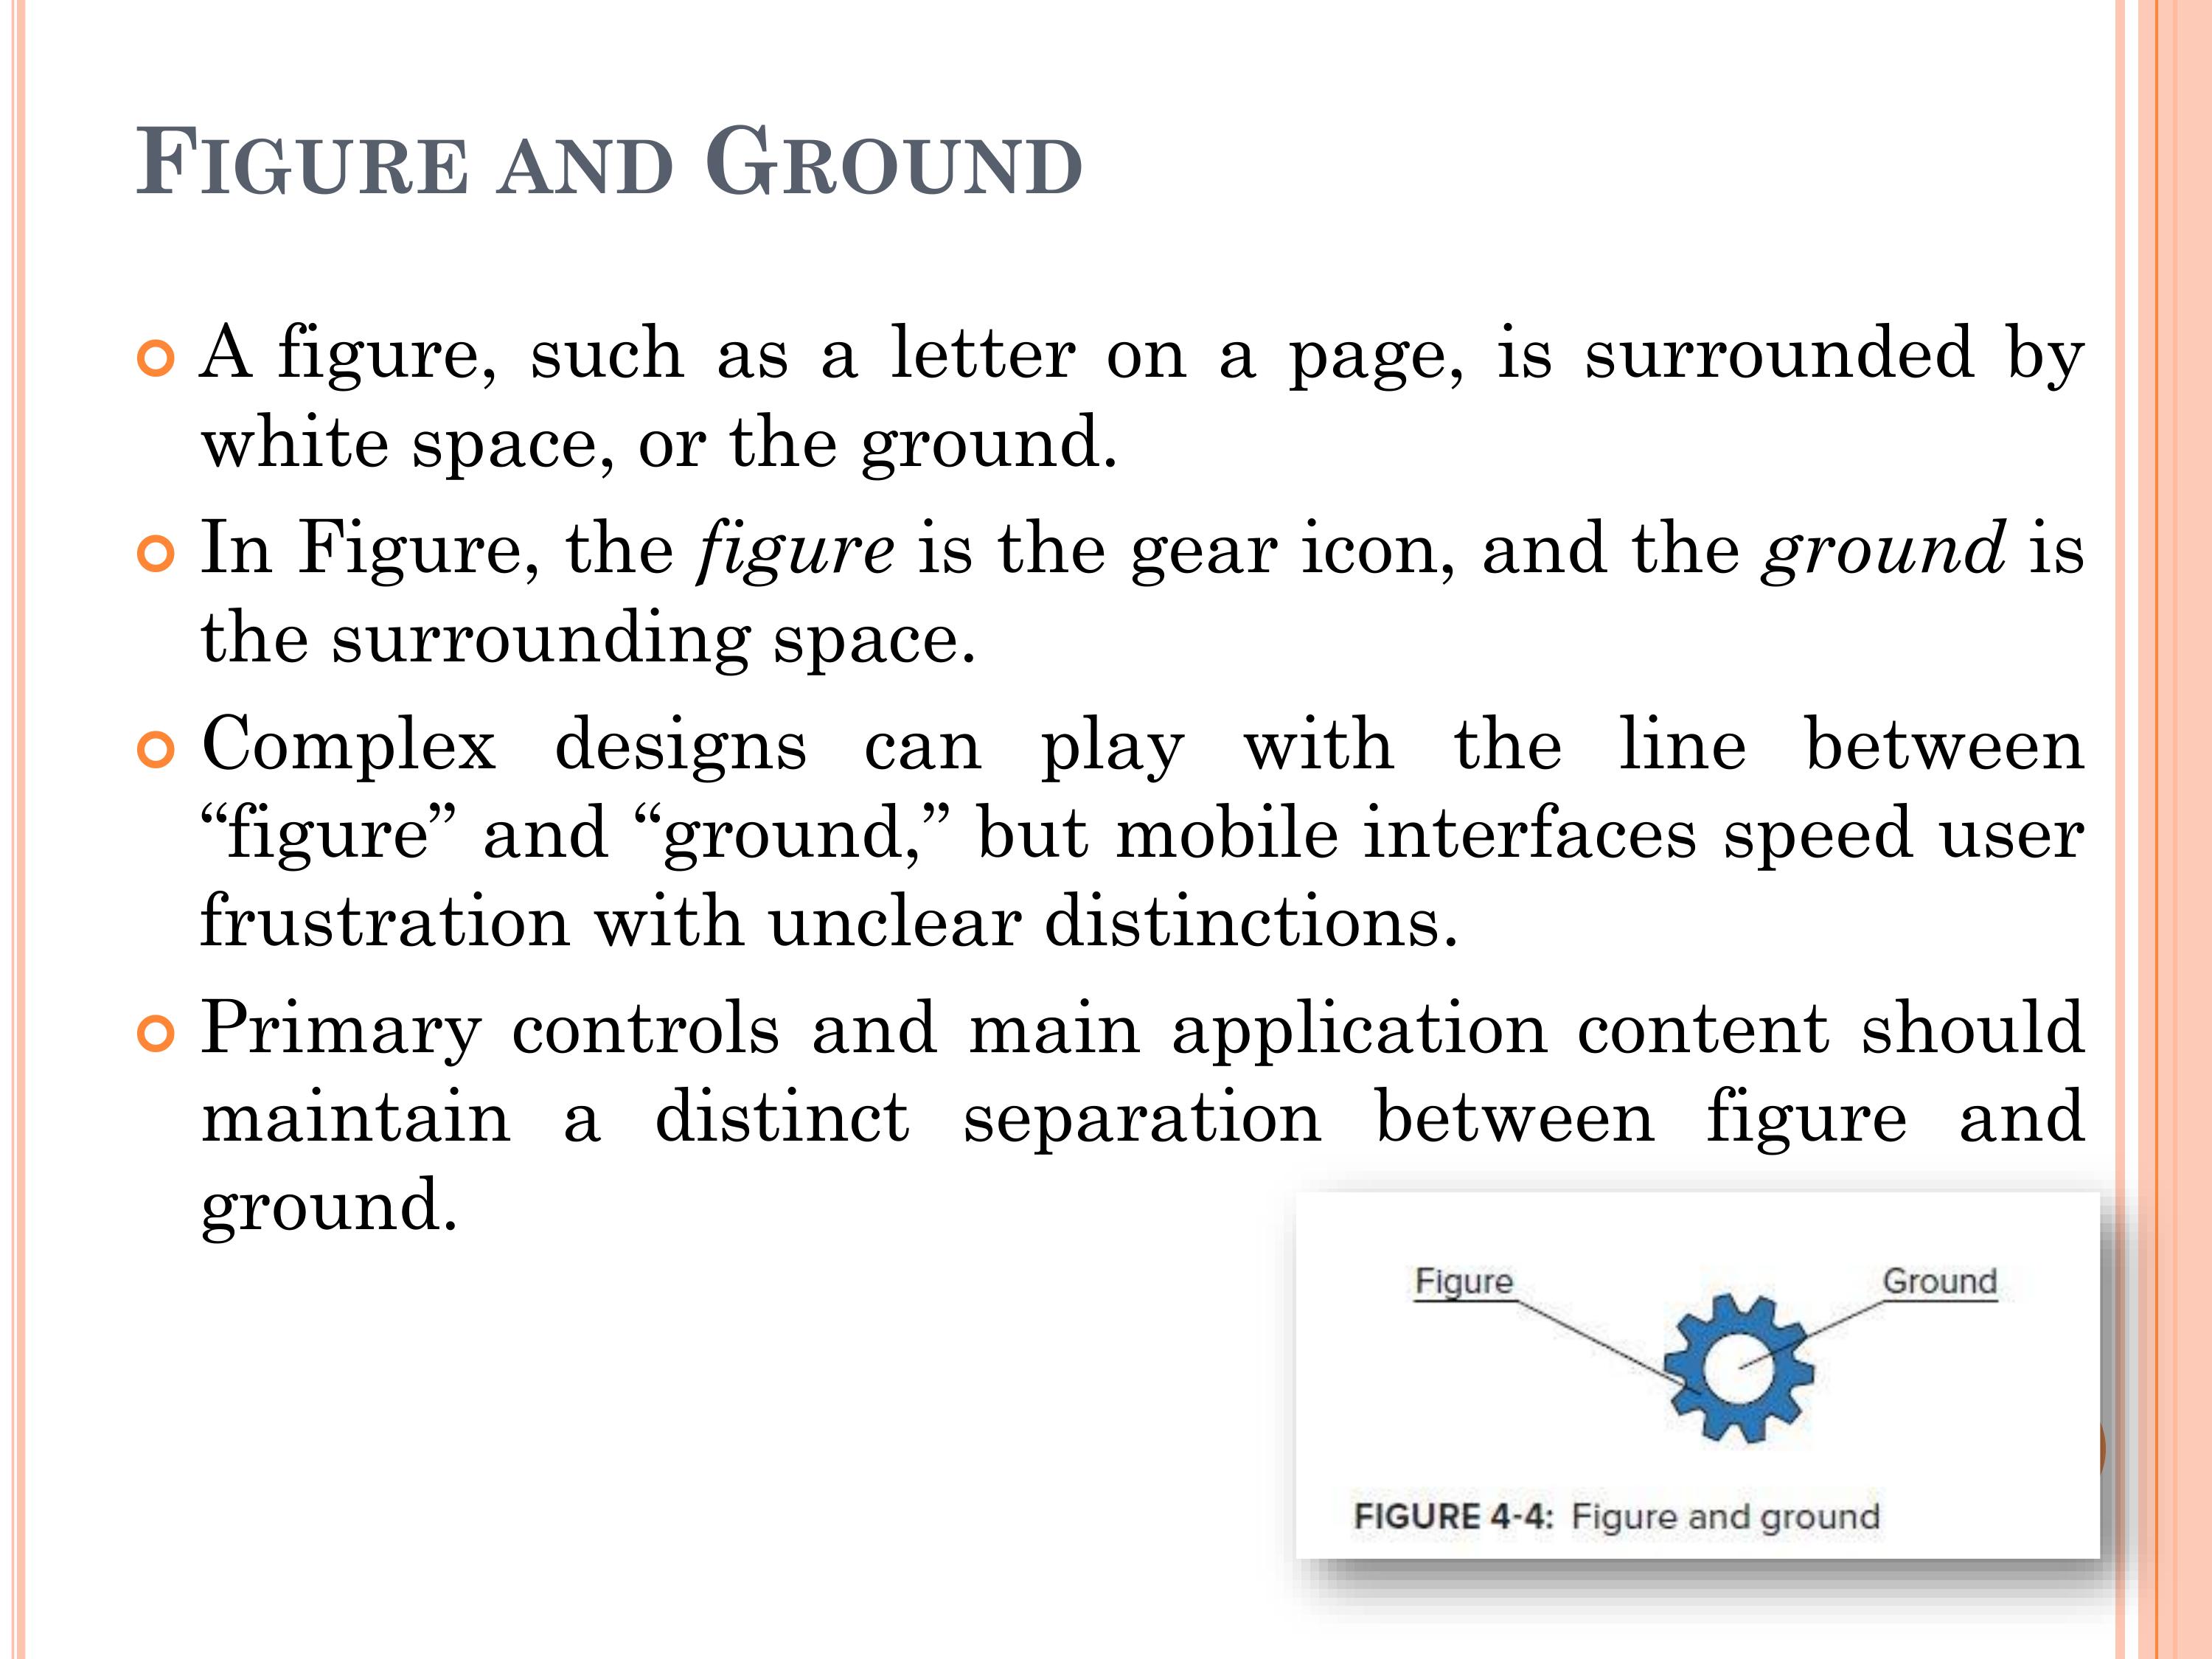 Figure and Ground
A figure, such as a letter on a page, is surrounded by
white space, or the ground.
In Figure, the figure is the gear icon, and the ground is
the surrounding space.
Complex designs can play with the line between
“figure” and “ground,” but mobile interfaces speed user
frustration with unclear distinctions.
Primary controls and main application content should
maintain a distinct separation between figure and
ground.
Figure
Ground
FIGURE 4-4: Figure and ground